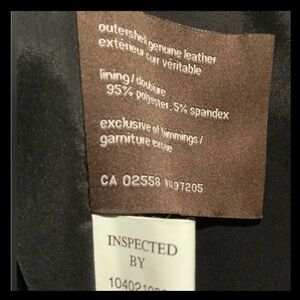 outershell genuine leather
extérieur cuir véritable
lining / doublure
95% polyester, 5% spandex
exclusive of trimmings /
garniture exclue
CA 02558 97205
INSPECTED
BY